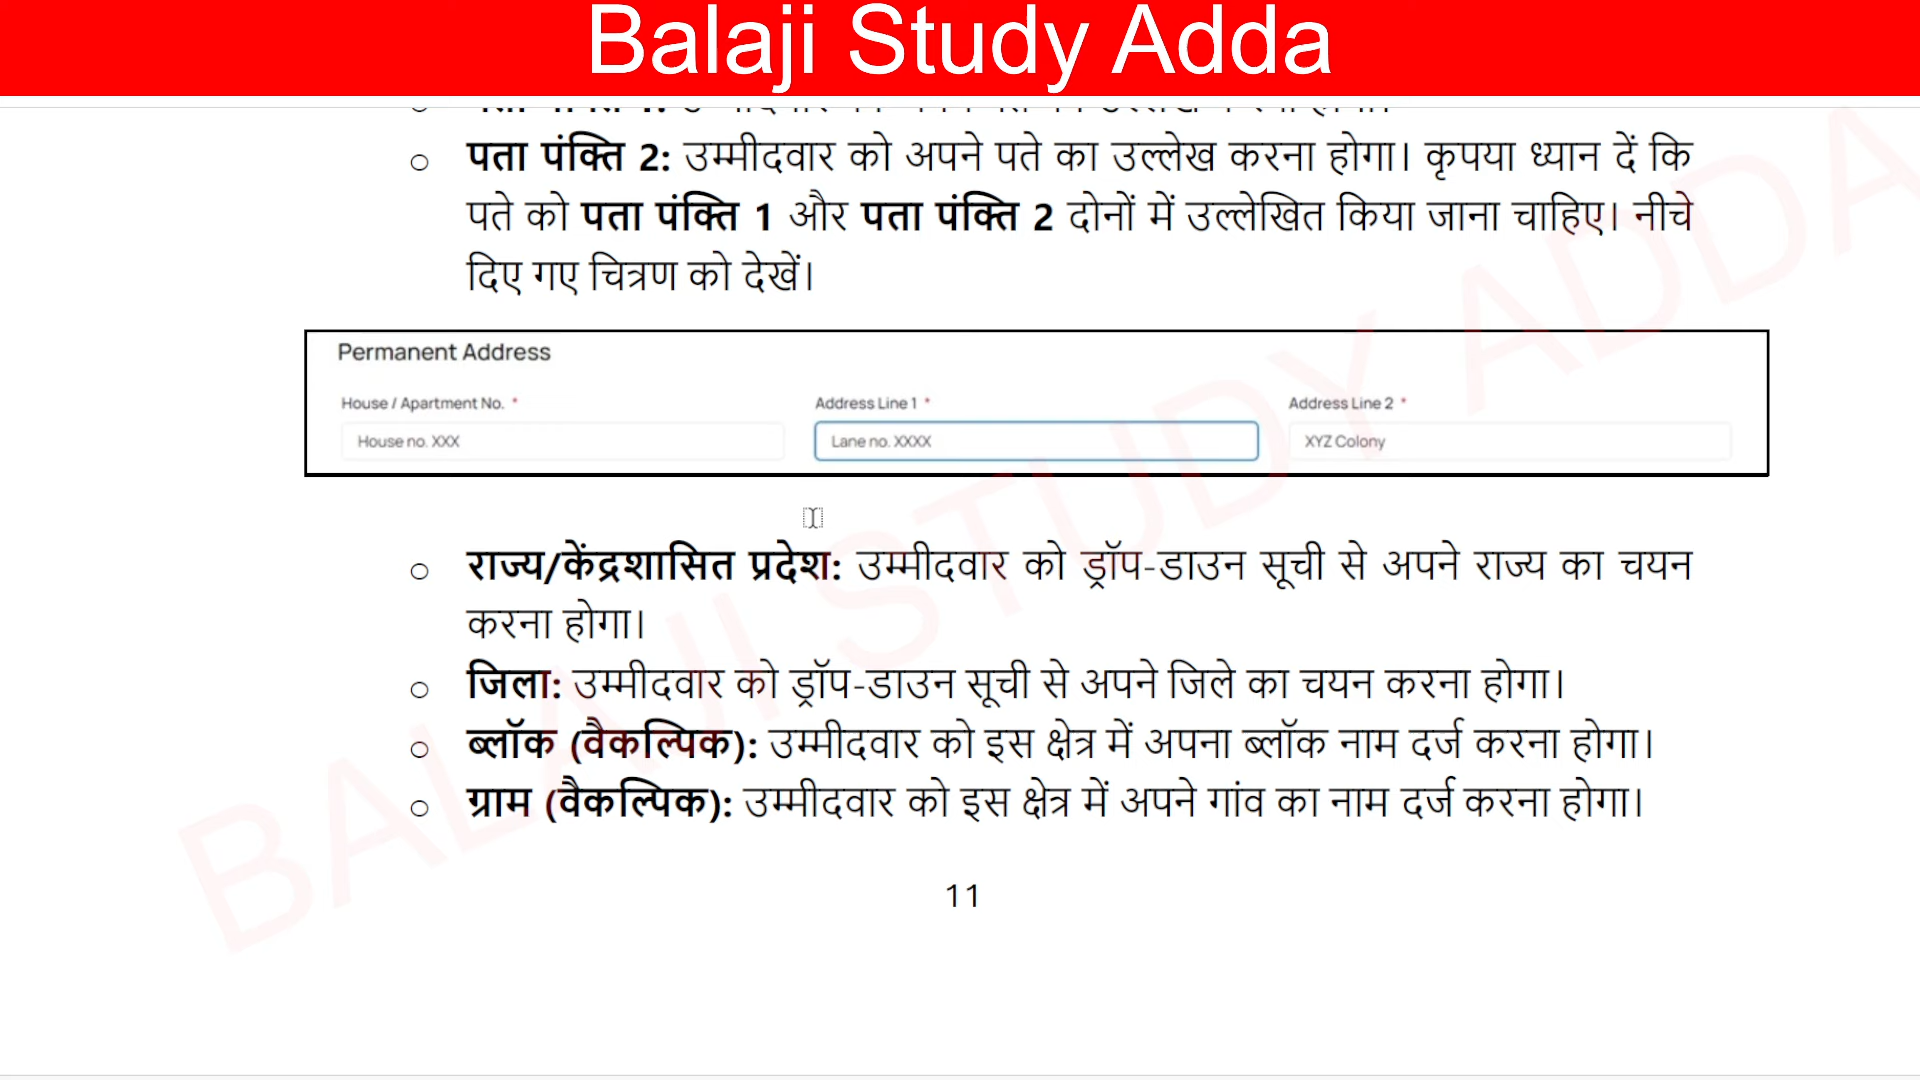 Balaji Study Adda
पता पंक्ति 2: उम्मीदवार को अपने पते का उल्लेख करना होगा। कृपया ध्यान दें कि
पते को पता पंक्ति 1 और पता पंक्ति 2 दोनों में उल्लेखित किया जाना चाहिए। नीचे
दिए गए चित्रण को देखें।
Permanent Address
House / Apartment No. * Address Line 1 * Address Line 2 *
House no. XXX Lane no. XXXX XYZ Colony
राज्य/केंद्रशासित प्रदेश: उम्मीदवार को ड्रॉप-डाउन सूची से अपने राज्य का चयन
करना होगा।
जिला: उम्मीदवार को ड्रॉप-डाउन सूची से अपने जिले का चयन करना होगा।
ब्लॉक (वैकल्पिक): उम्मीदवार को इस क्षेत्र में अपना ब्लॉक नाम दर्ज करना होगा।
ग्राम (वैकल्पिक): उम्मीदवार को इस क्षेत्र में अपने गांव का नाम दर्ज करना होगा।
11
BALAJI STUDY ADDA